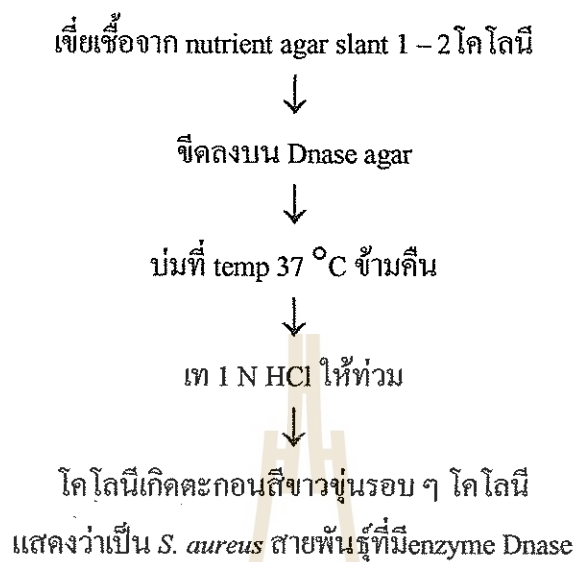 เขี่ยเชื้อจาก nutrient agar slant 1 – 2 โคโลนี
↓
ขีดลงบน Dnase agar
↓
บ่มที่ temp 37 °C ข้ามคืน
↓
เท 1 N HCl ให้ท่วม
↓
โคโลนีเกิดตะกอนสีขาวขุ่นรอบ ๆ โคโลนี
แสดงว่าเป็น S. aureus สายพันธุ์ที่มีenzyme Dnase